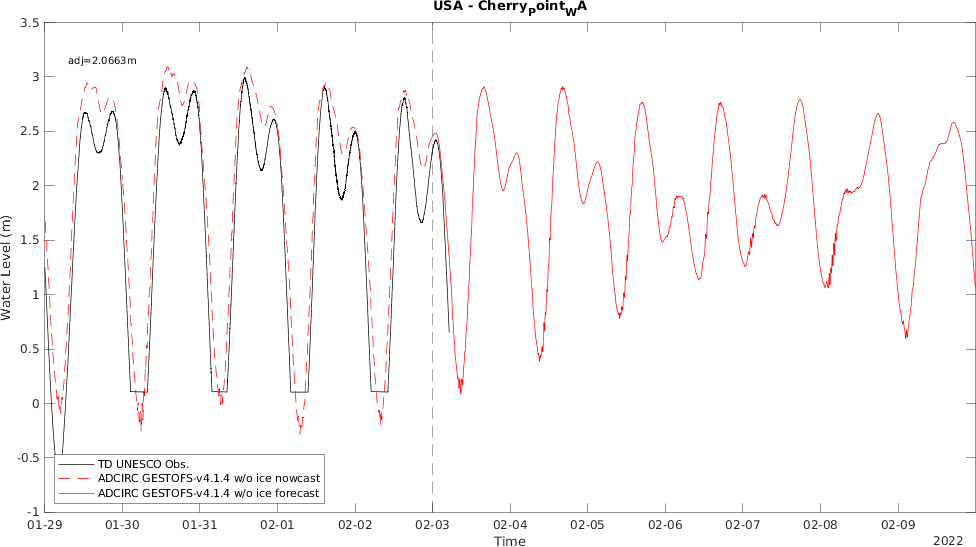 USA - CherryPointWA
adj=2.0663m
3.5
3
2.5
2
1.5
1
0.5
0
-0.5
-1
Water Level (m)
TD UNESCO Obs.
ADCIRC GESTOFS-v4.1.4 w/o ice nowcast
ADCIRC GESTOFS-v4.1.4 w/o ice forecast
01-29 01-30 01-31 02-01 02-02 02-03 02-04 02-05 02-06 02-07 02-08 02-09
Time
2022